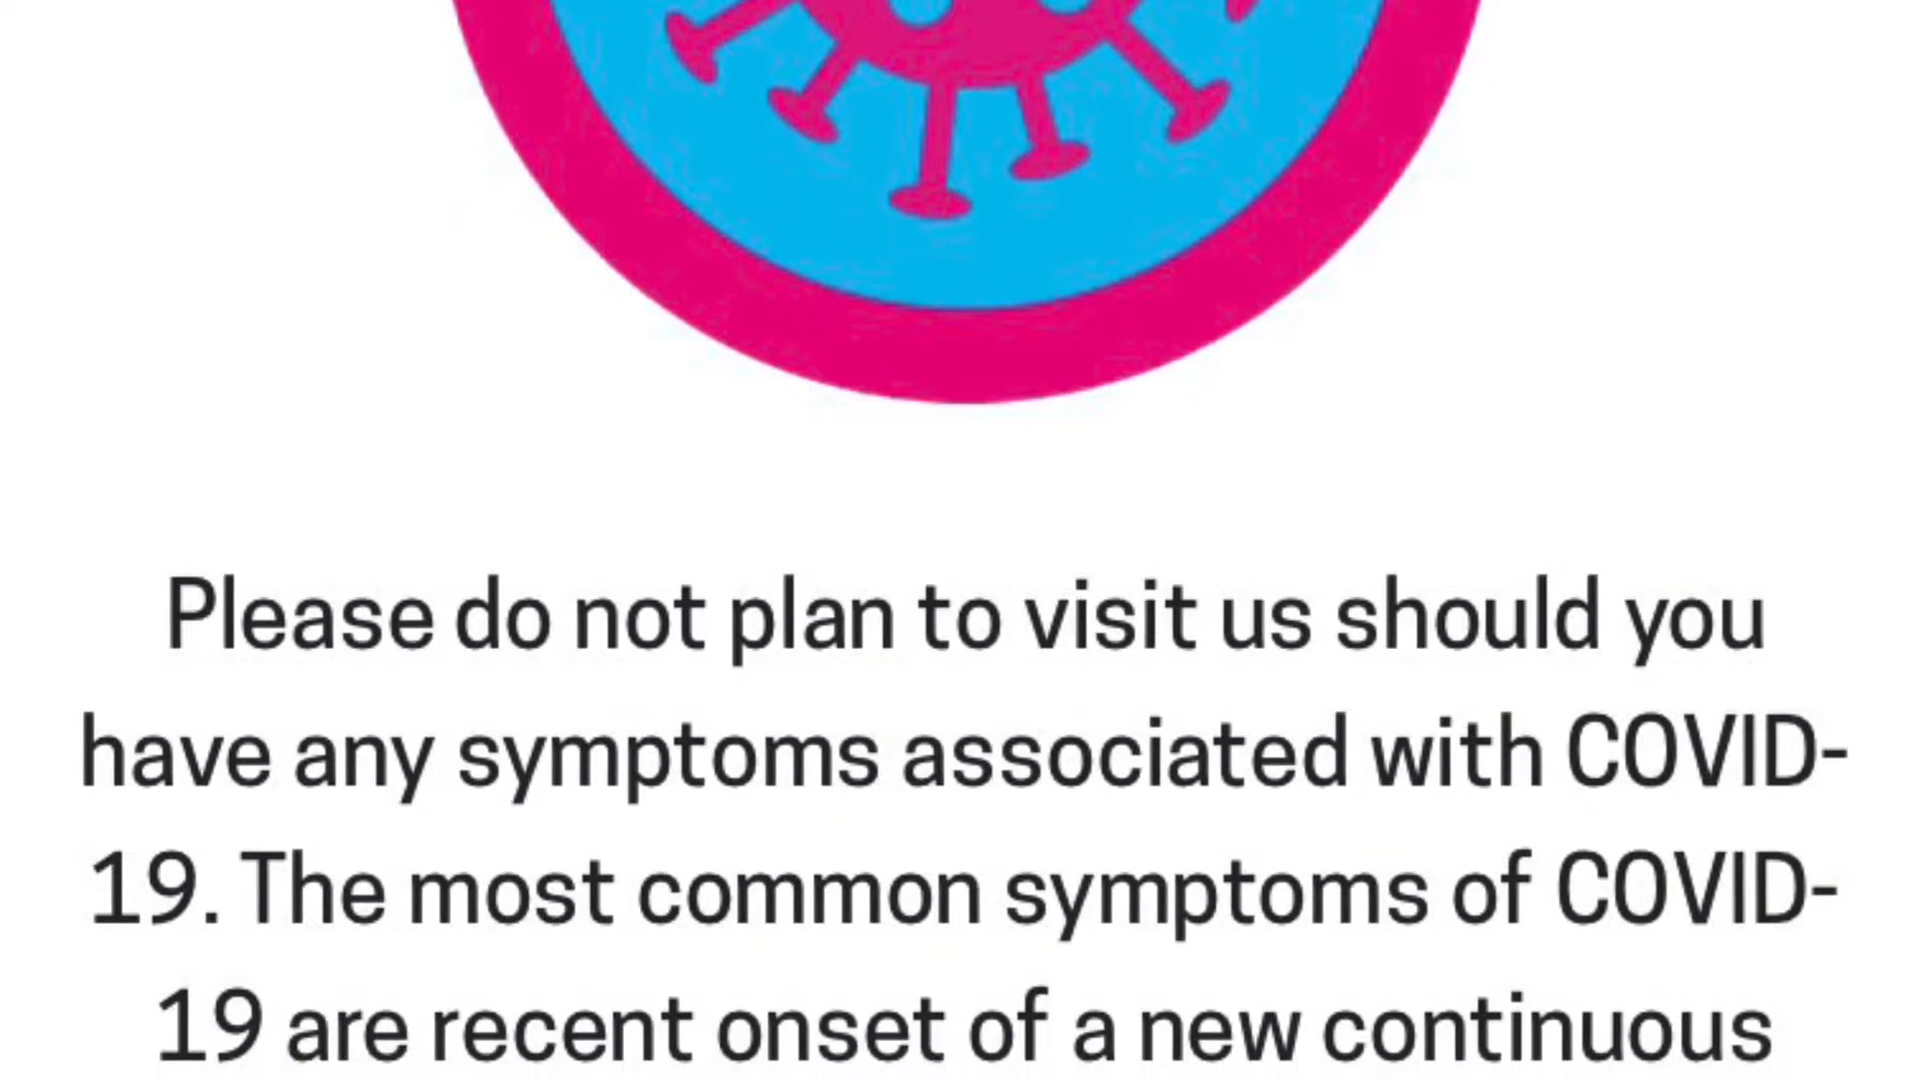 Please do not plan to visit us should you
have any symptoms associated with COVID-
19. The most common symptoms of COVID-
19 are recent onset of a new continuous